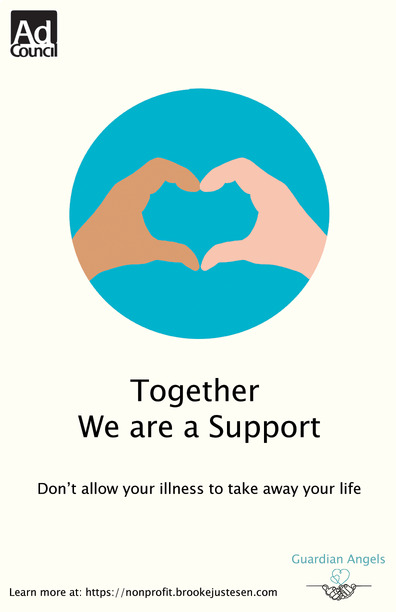 Ad
Council
Together
We are a Support
Don’t allow your illness to take away your life
Guardian Angels
Learn more at: https://nonprofit.brookejustesen.com